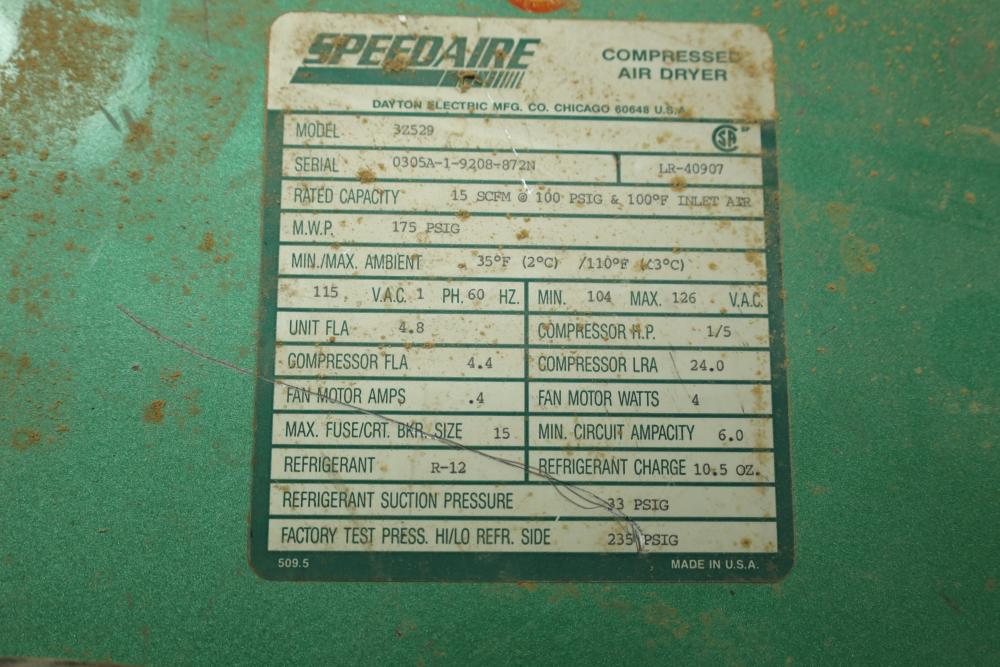 SPEEDAIRE
COMPRESSED
AIR DRYER
DAYTON ELECTRIC MFG. CO. CHICAGO 60648 U.S.A.
MODEL 3Z529 SA SP
SERIAL 0305A-1-9208-872N LR-40907
RATED CAPACITY 15 SCFM @ 100 PSIG & 100°F INLET AIR
M.W.P. 175 PSIG
MIN./MAX. AMBIENT 35°F (2°C) /110°F (43°C)
115 V.A.C. 1 PH. 60 HZ. MIN. 104 MAX. 126 V.A.C.
UNIT FLA 4.8 COMPRESSOR H.P. 1/5
COMPRESSOR FLA 4.4 COMPRESSOR LRA 24.0
FAN MOTOR AMPS .4 FAN MOTOR WATTS 4
MAX. FUSE/CRT. BKR. SIZE 15 MIN. CIRCUIT AMPACITY 6.0
REFRIGERANT R-12 REFRIGERANT CHARGE 10.5 OZ.
REFRIGERANT SUCTION PRESSURE 33 PSIG
FACTORY TEST PRESS. HI/LO REFR. SIDE 235 PSIG
509.5 MADE IN U.S.A.